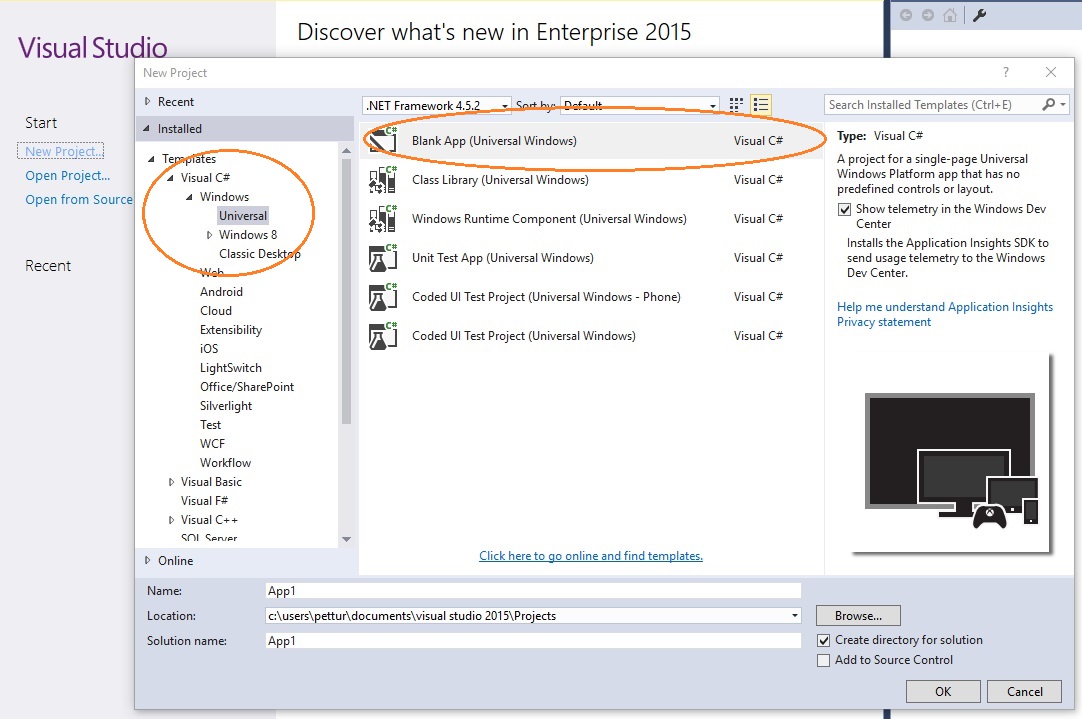 Discover what's new in Enterprise 2015
Visual Studio
Start
New Project...
Open Project...
Open from Source
Recent
New Project
?
Recent
Installed
Templates
Visual C#
Windows
Universal
Windows 8
Classic Desktop
Web
Android
Cloud
Extensibility
iOS
LightSwitch
Office/SharePoint
Silverlight
Test
WCF
Workflow
Visual Basic
Visual F#
Visual C++
SQL Server
Online
.NET Framework 4.5.2 Sort by: Default
C# Blank App (Universal Windows) Visual C#
C# Class Library (Universal Windows) Visual C#
C# Windows Runtime Component (Universal Windows) Visual C#
C# Unit Test App (Universal Windows) Visual C#
C# Coded UI Test Project (Universal Windows - Phone) Visual C#
C# Coded UI Test Project (Universal Windows) Visual C#
Click here to go online and find templates.
Search Installed Templates (Ctrl+E)
Type: Visual C#
A project for a single-page Universal
Windows Platform app that has no
predefined controls or layout.
Show telemetry in the Windows Dev
Center
Installs the Application Insights SDK to
send usage telemetry to the Windows
Dev Center.
Help me understand Application Insights
Privacy statement
Name: App1
Location: c:\users\pettur\documents\visual studio 2015\Projects
Browse...
Solution name: App1
Create directory for solution
Add to Source Control
OK
Cancel